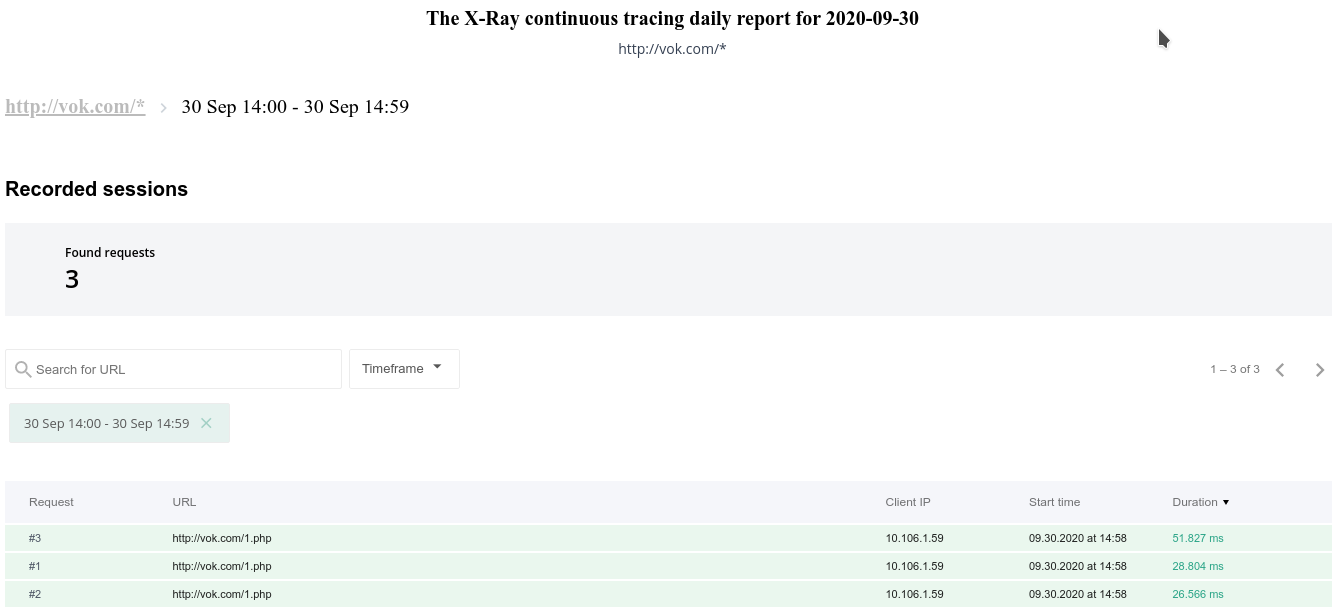 The X-Ray continuous tracing daily report for 2020-09-30
http://vok.com/*
http://vok.com/* > 30 Sep 14:00 - 30 Sep 14:59
Recorded sessions
Found requests
3
Search for URL Timeframe 1 – 3 of 3
30 Sep 14:00 - 30 Sep 14:59
Request URL Client IP Start time Duration
#3 http://vok.com/1.php 10.106.1.59 09.30.2020 at 14:58 51.827 ms
#1 http://vok.com/1.php 10.106.1.59 09.30.2020 at 14:58 28.804 ms
#2 http://vok.com/1.php 10.106.1.59 09.30.2020 at 14:58 26.566 ms